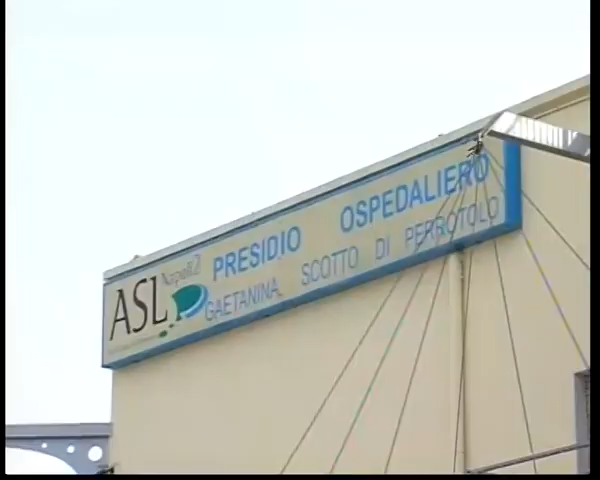 Napoli2
ASL
PRESIDIO OSPEDALIERO
GAETANINA SCOTTO DI PERROTOLO